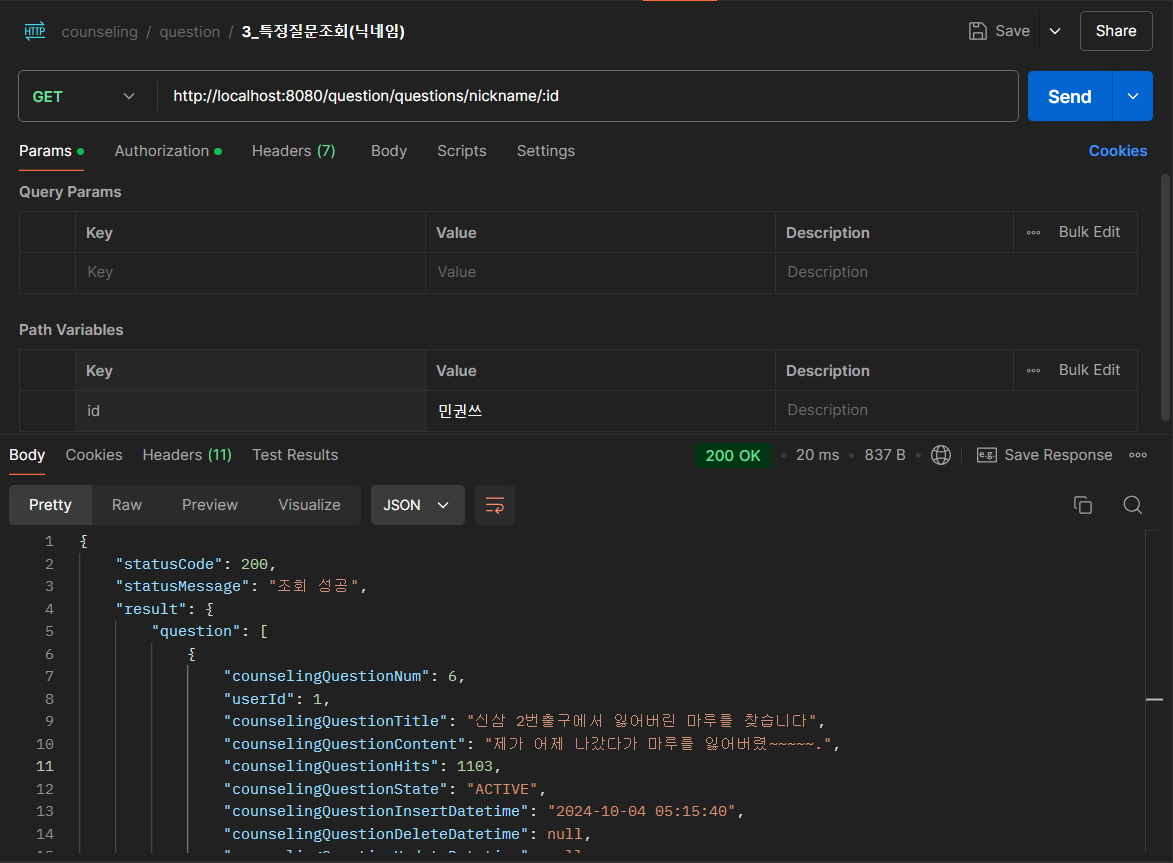 HTTP counseling / question / 3_특정질문조회(닉네임) Save Share
GET http://localhost:8080/question/questions/nickname/:id Send
Params Authorization Headers (7) Body Scripts Settings Cookies
Query Params
Key Value Description Bulk Edit
Key Value Description
Path Variables
Key Value Description Bulk Edit
id 민권쓰 Description
Body Cookies Headers (11) Test Results 200 OK 20 ms 837 B e.g. Save Response
Pretty Raw Preview Visualize JSON
1 {
2 "statusCode": 200,
3 "statusMessage": "조회 성공",
4 "result": {
5 "question": [
6 {
7 "counselingQuestionNum": 6,
8 "userId": 1,
9 "counselingQuestionTitle": "신삼 2번출구에서 잃어버린 마투를 찾습니다",
10 "counselingQuestionContent": "제가 어제 나갔다가 마투를 잃어버렸~~~~~.",
11 "counselingQuestionHits": 1103,
12 "counselingQuestionState": "ACTIVE",
13 "counselingQuestionInsertDatetime": "2024-10-04 05:15:40",
14 "counselingQuestionDeleteDatetime": null,